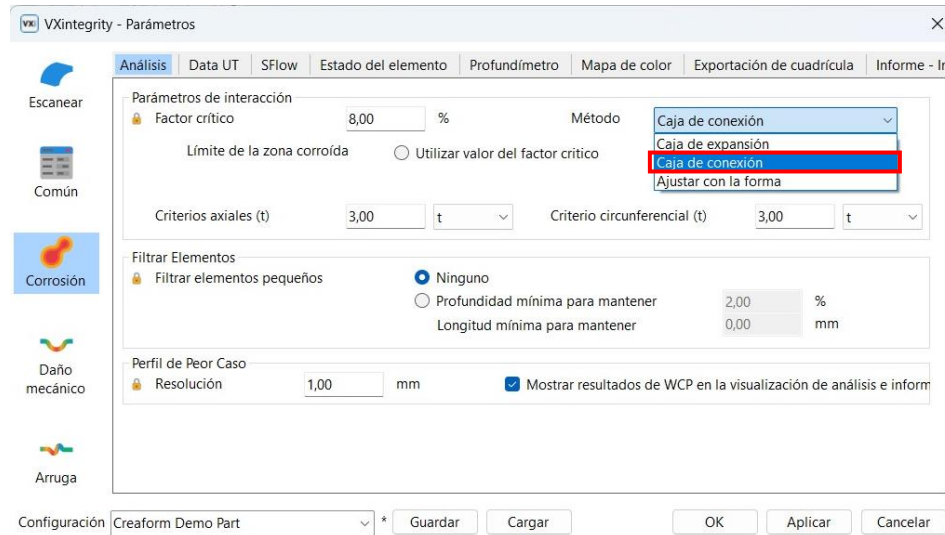 VXintegrity - Parámetros
Análisis Data UT SFlow Estado del elemento Profundímetro Mapa de color Exportación de cuadrícula Informe - In
Escanear
Común
Corrosión
Daño
mecánico
Arruga
Parámetros de interacción
Factor crítico 8,00 % Método Caja de conexión
Caja de expansión
Límite de la zona corroída Utilizar valor del factor critico Caja de conexión
Ajustar con la forma
Criterios axiales (t) 3,00 t Criterio circunferencial (t) 3,00 t
Filtrar Elementos
Filtrar elementos pequeños Ninguno
Profundidad mínima para mantener 2,00 %
Longitud mínima para mantener 0,00 mm
Perfil de Peor Caso
Resolución 1,00 mm Mostrar resultados de WCP en la visualización de análisis e inform
Configuración Creaform Demo Part * Guardar Cargar OK Aplicar Cancelar